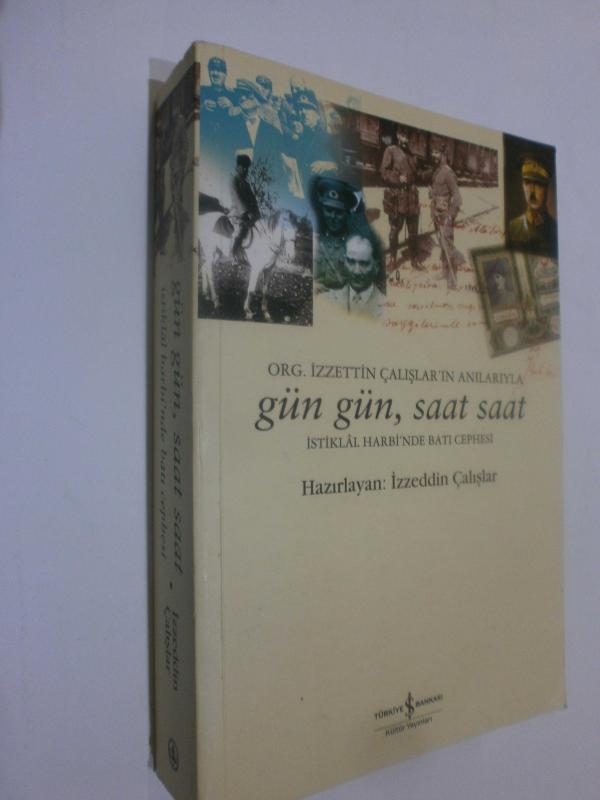 ORG. İZZETTİN ÇALIŞLAR'IN ANILARIYLA
gün gün, saat saat
İSTİKLÂL HARBİ'NDE BATI CEPHESİ
Hazırlayan: İzzeddin Çalışlar
TÜRKİYE İŞ BANKASI
Kültür Yayınları
gün gün, saat saat • İzzeddin Çalışlar
istiklâl harbi'nde batı cephesi